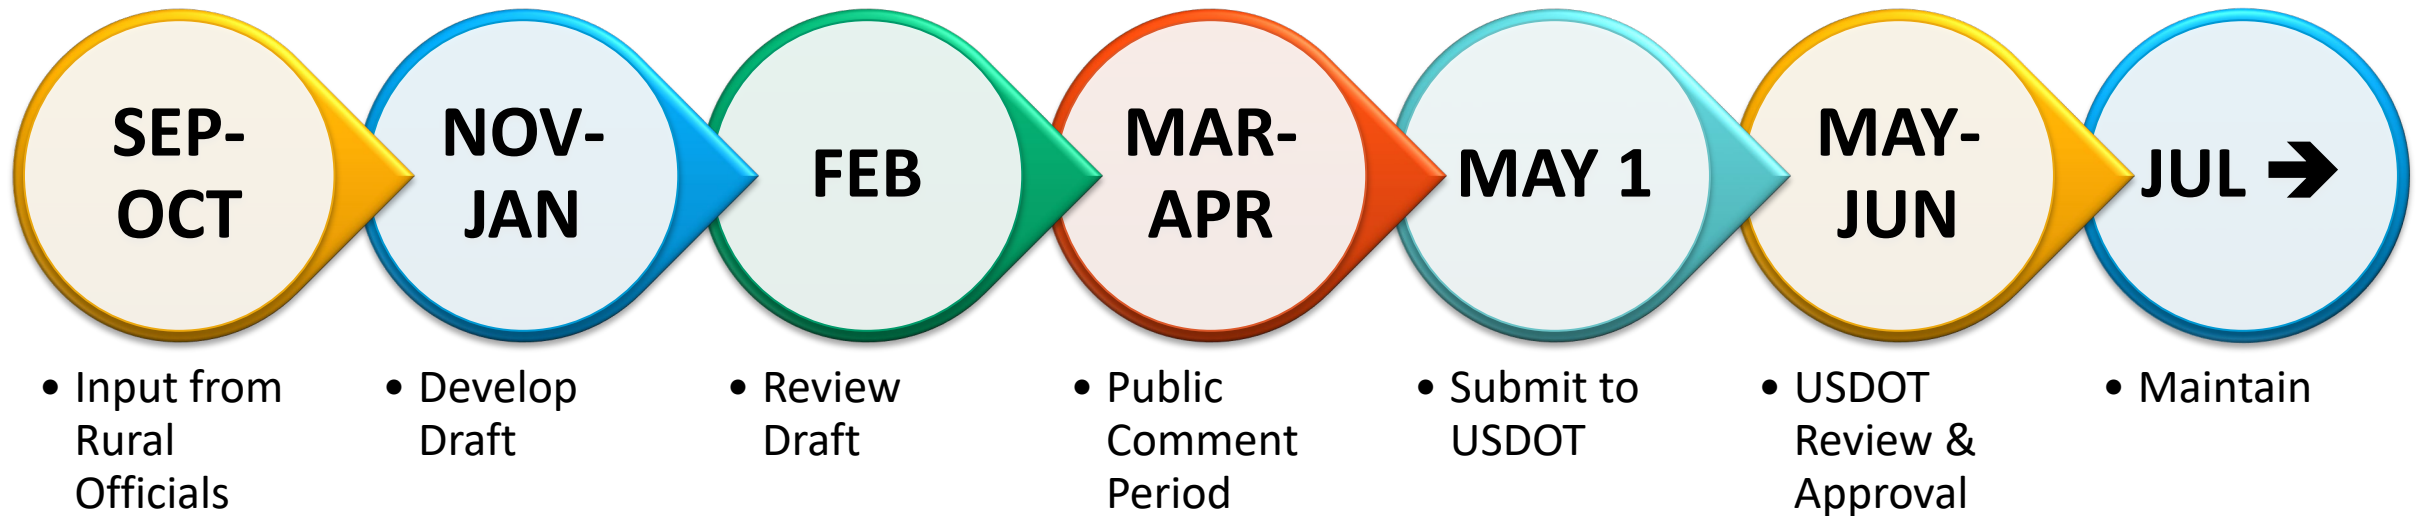 SEP-
OCT
NOV-
JAN
FEB
MAR-
APR
MAY 1
MAY-
JUN
JUL ➔
• Input from
Rural
Officials
• Develop
Draft
• Review
Draft
• Public
Comment
Period
• Submit to
USDOT
• USDOT
Review &
Approval
• Maintain